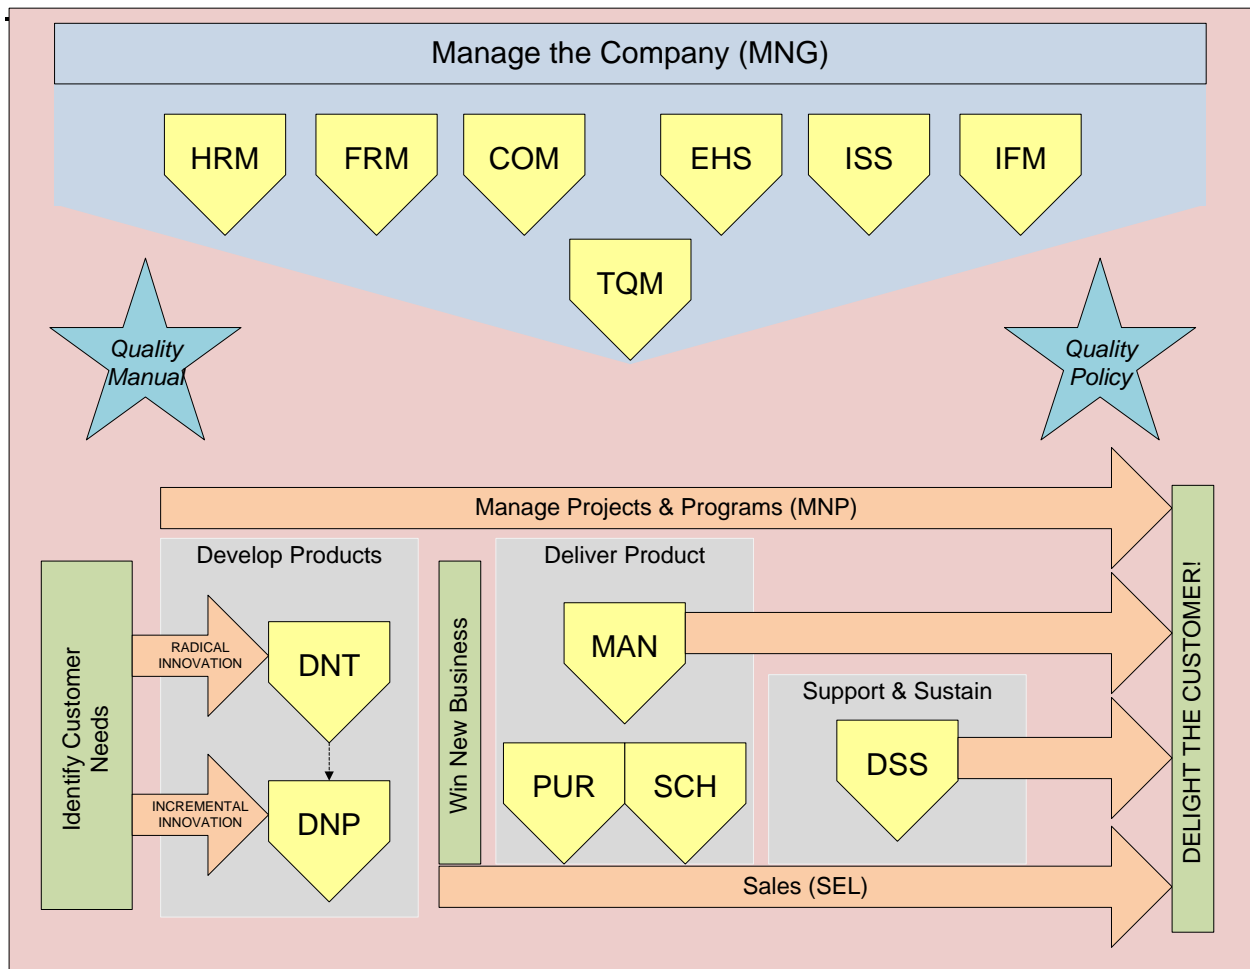 Manage the Company (MNG)
HRM
FRM
COM
EHS
ISS
IFM
TQM
Quality
Manual
Quality
Policy
Manage Projects & Programs (MNP)
Develop Products
Deliver Product
Identify Customer
Needs
RADICAL
INNOVATION
DNT
INCREMENTAL
INNOVATION
DNP
Win New Business
MAN
PUR
SCH
Support & Sustain
DSS
Sales (SEL)
DELIGHT THE CUSTOMER!